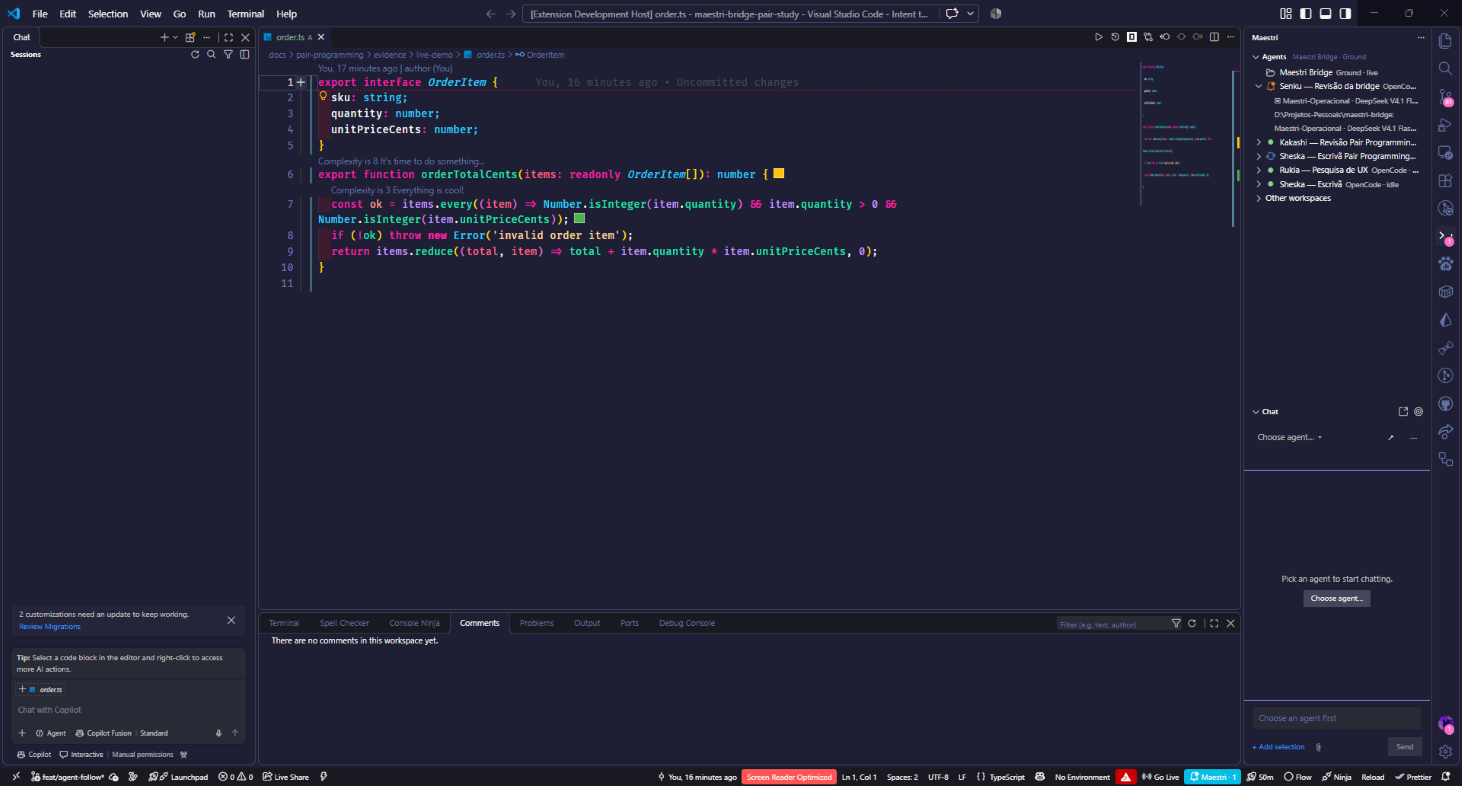 File Edit Selection View Go Run Terminal Help
[Extension Development Host] order.ts - maestri-bridge-pair-study - Visual Studio Code - Intent t...
Chat
Sessions
2 customizations need an update to keep working.
Review Migrations
Tip: Select a code block in the editor and right-click to access
more AI actions.
order.ts
Chat with Copilot
Agent Copilot Fusion Standard
Copilot Interactive Manual permissions
order.ts A
docs > pair-programming > evidence > live-demo > order.ts > OrderItem
You, 17 minutes ago | author (You)
1 export interface OrderItem { You, 16 minutes ago • Uncommitted changes
2 sku: string;
3 quantity: number;
4 unitPriceCents: number;
5 }
Complexity is 8 It's time to do something...
6 export function orderTotalCents(items: readonly OrderItem[]): number {
Complexity is 3 Everything is cool!
7 const ok = items.every((item) => Number.isInteger(item.quantity) && item.quantity > 0 &&
Number.isInteger(item.unitPriceCents));
8 if (!ok) throw new Error('invalid order item');
9 return items.reduce((total, item) => total + item.quantity * item.unitPriceCents, 0);
10 }
11
Terminal Spell Checker Console Ninja Comments Problems Output Ports Debug Console
Filter (e.g. text, author)
There are no comments in this workspace yet.
Maestri
Agents Maestri Bridge · Ground
Maestri Bridge Ground · live
Senku — Revisão da bridge OpenCo...
Maestri-Operacional · DeepSeek V4.1 Fl...
D:\Projetos-Pessoais\maestri-bridge:
Maestri-Operacional · DeepSeek V4.1 Flas...
Kakashi — Revisão Pair Programmin...
Sheska — Escrivã Pair Programming...
Rukia — Pesquisa de UX OpenCode · ...
Sheska — Escrivã OpenCode · idle
Other workspaces
Chat
Choose agent...
Pick an agent to start chatting.
Choose agent...
Choose an agent first
+ Add selection
Send
feat/agent-follow* Launchpad 0 0 Live Share You, 16 minutes ago Screen Reader Optimized Ln 1, Col 1 Spaces: 2 UTF-8 LF {} TypeScript No Environment Go Live Maestri · 1 50m Flow Ninja Reload Prettier